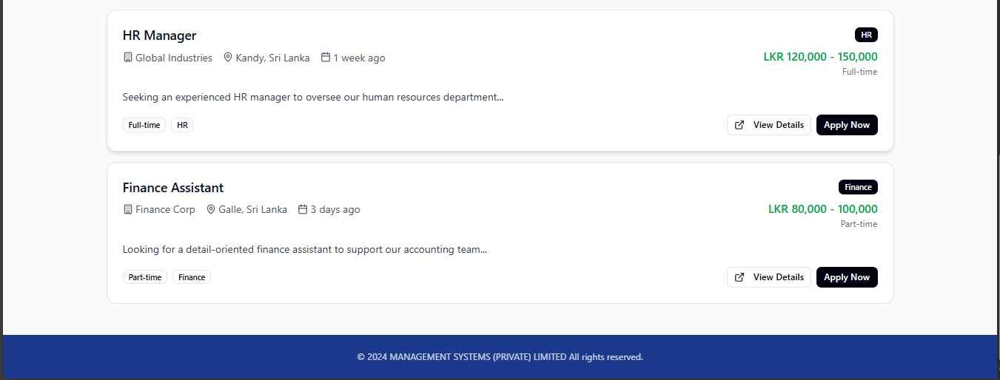 HR Manager
HR
Global Industries Kandy, Sri Lanka 1 week ago
LKR 120,000 - 150,000
Full-time
Seeking an experienced HR manager to oversee our human resources department...
Full-time HR
View Details Apply Now
Finance Assistant
Finance
Finance Corp Galle, Sri Lanka 3 days ago
LKR 80,000 - 100,000
Part-time
Looking for a detail-oriented finance assistant to support our accounting team...
Part-time Finance
View Details Apply Now
© 2024 MANAGEMENT SYSTEMS (PRIVATE) LIMITED All rights reserved.